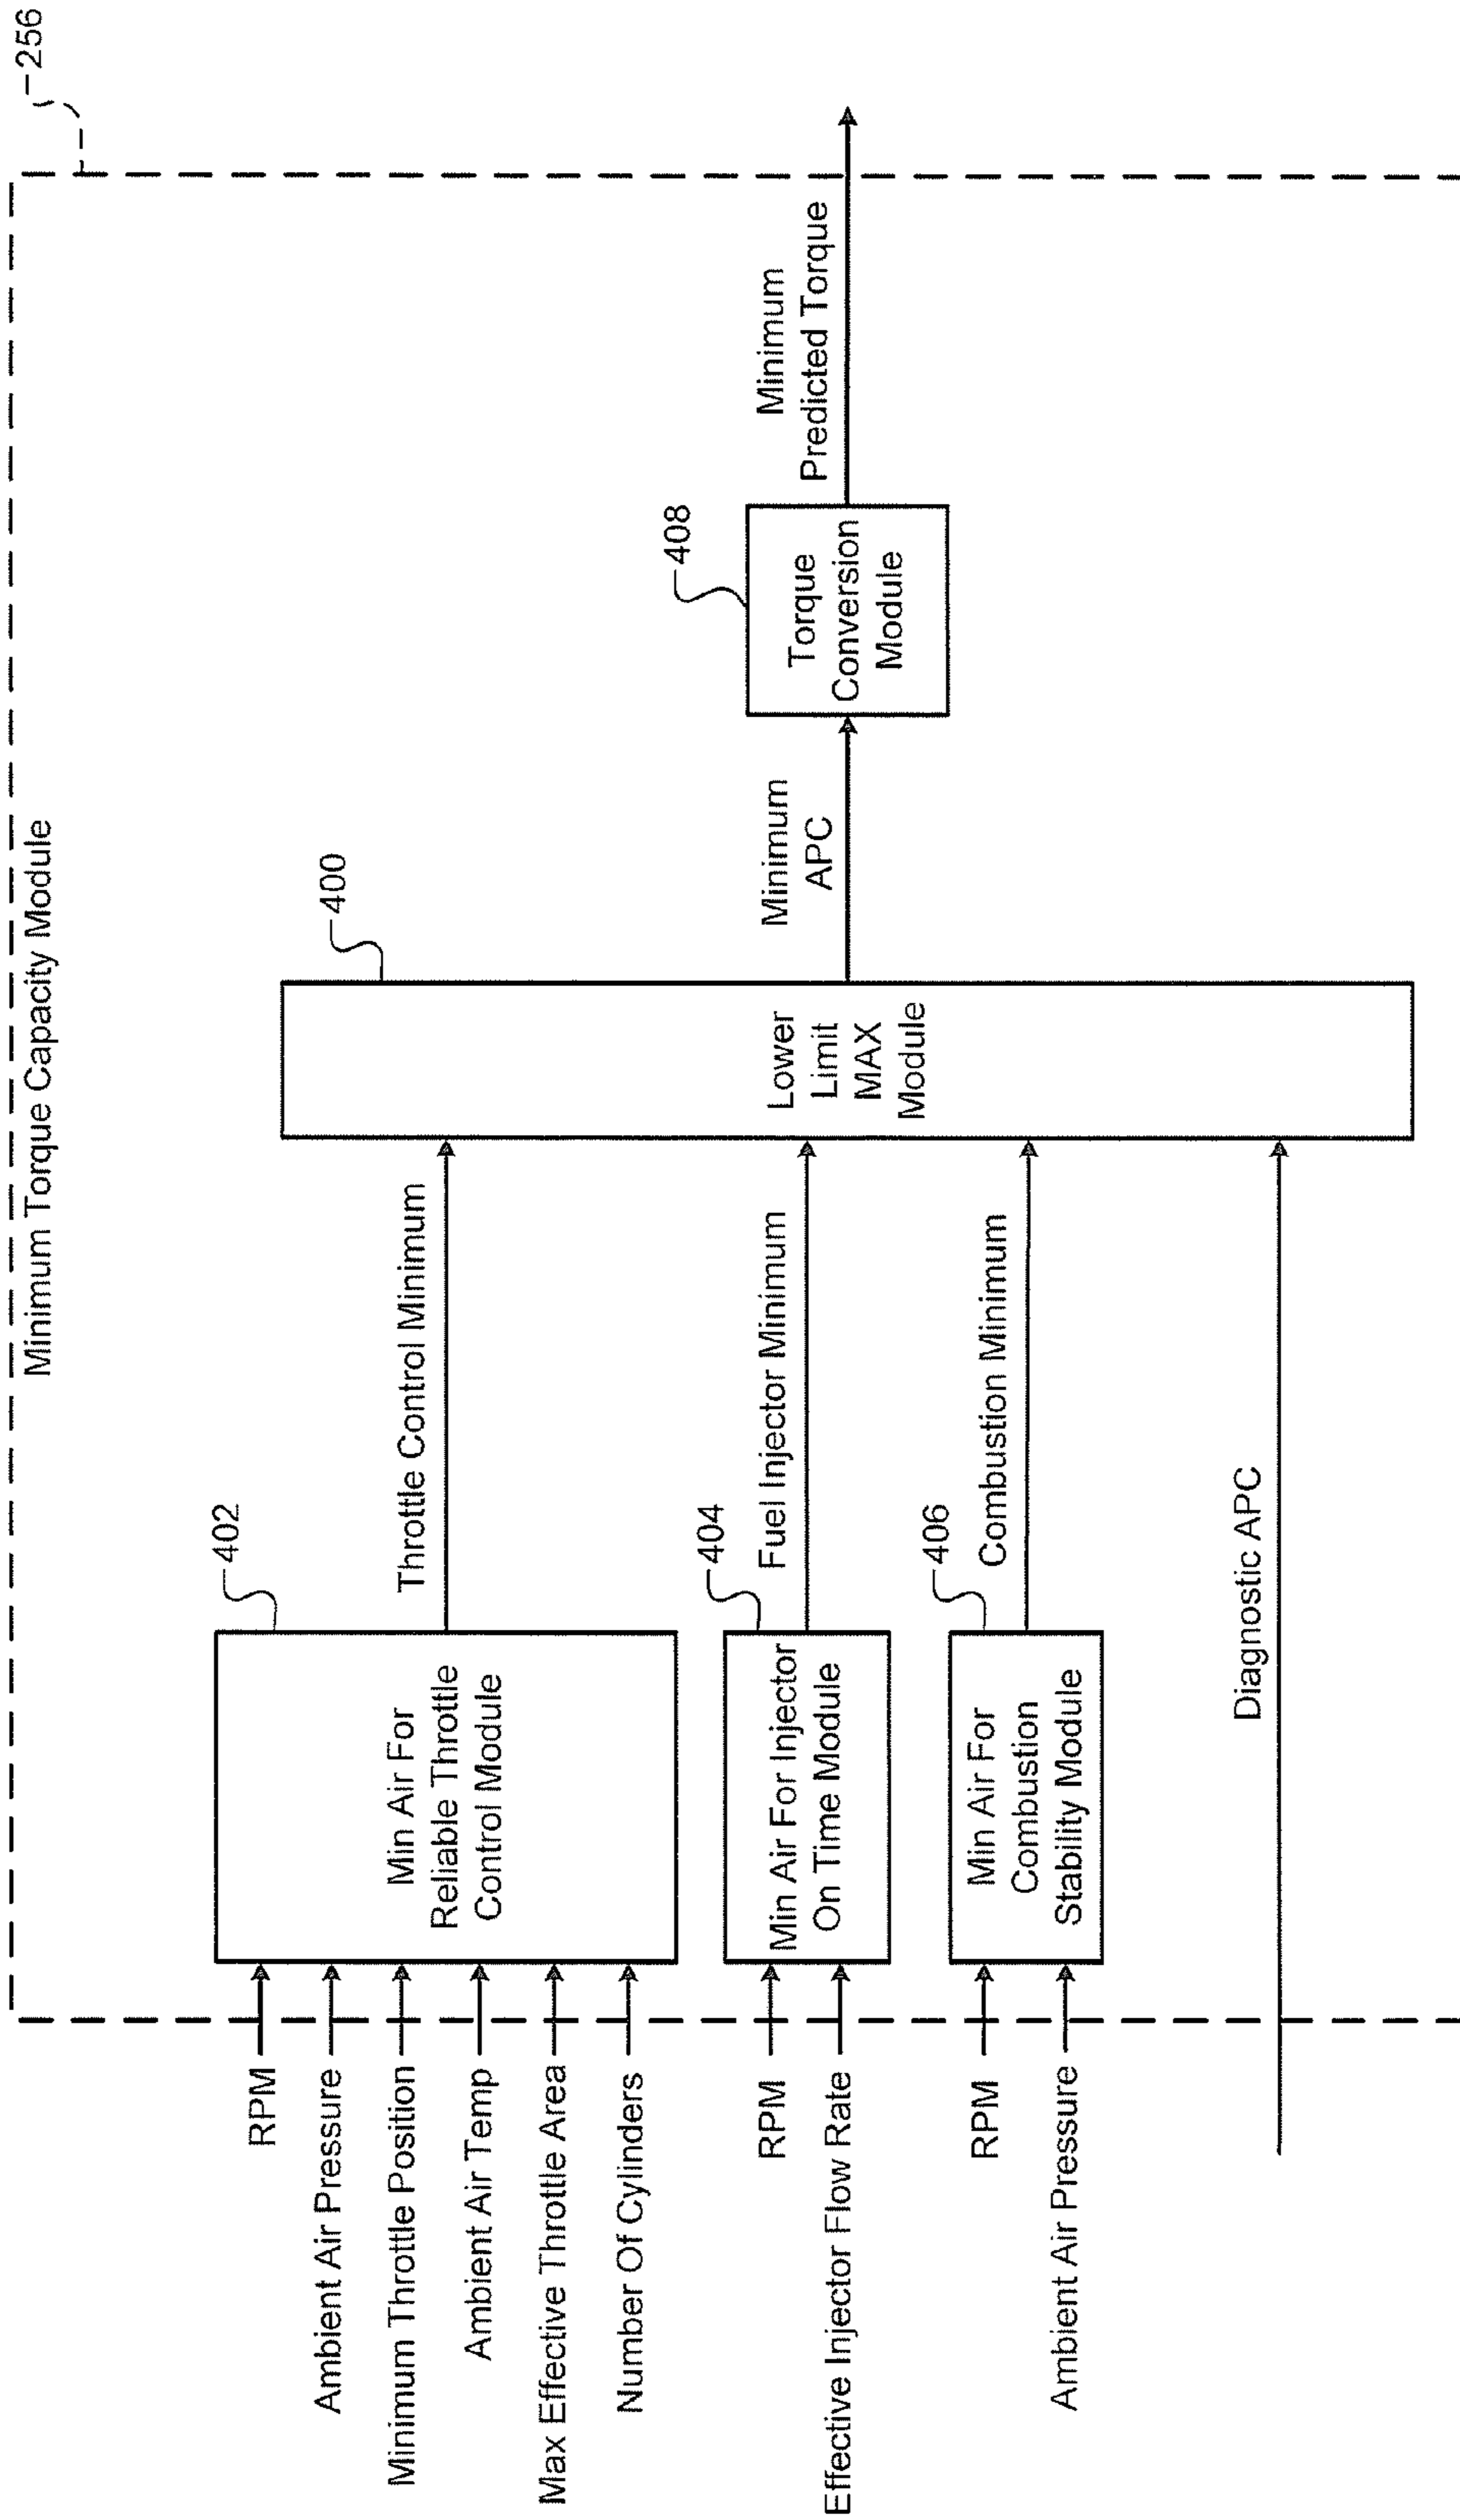 256
Minimum Torque Capacity Module
RPM
Ambient Air Pressure
Minimum Throttle Position
Ambient Air Temp
Max Effective Throttle Area
Number Of Cylinders
402
Min Air For
Reliable Throttle
Control Module
Throttle Control Minimum
RPM
Effective Injector Flow Rate
404
Min Air For Injector
On Time Module
Fuel Injector Minimum
RPM
Ambient Air Pressure
406
Min Air For
Combustion
Stability Module
Combustion Minimum
Diagnostic APC
400
Lower
Limit
MAX
Module
Minimum
APC
408
Torque
Conversion
Module
Minimum
Predicted Torque